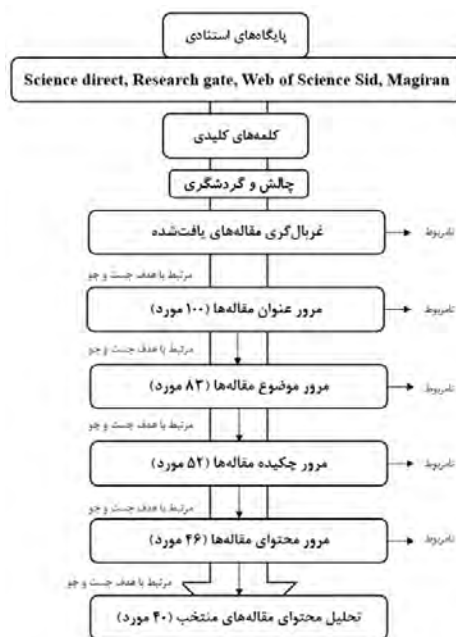 پایگاه‌های استنادی
Science direct, Research gate, Web of Science Sid, Magiran
کلمه‌های کلیدی
چالش و گردشگری
غربال‌گری مقاله‌های یافت‌شده
نامربوط
مرتبط با هدف جست و جو
مرور عنوان مقاله‌ها (۱۰۰ مورد)
نامربوط
مرتبط با هدف جست و جو
مرور موضوع مقاله‌ها (۸۳ مورد)
نامربوط
مرتبط با هدف جست و جو
مرور چکیده مقاله‌ها (۵۲ مورد)
نامربوط
مرتبط با هدف جست و جو
مرور محتوای مقاله‌ها (۴۶ مورد)
نامربوط
مرتبط با هدف جست و جو
تحلیل محتوای مقاله‌های منتخب (۴۰ مورد)